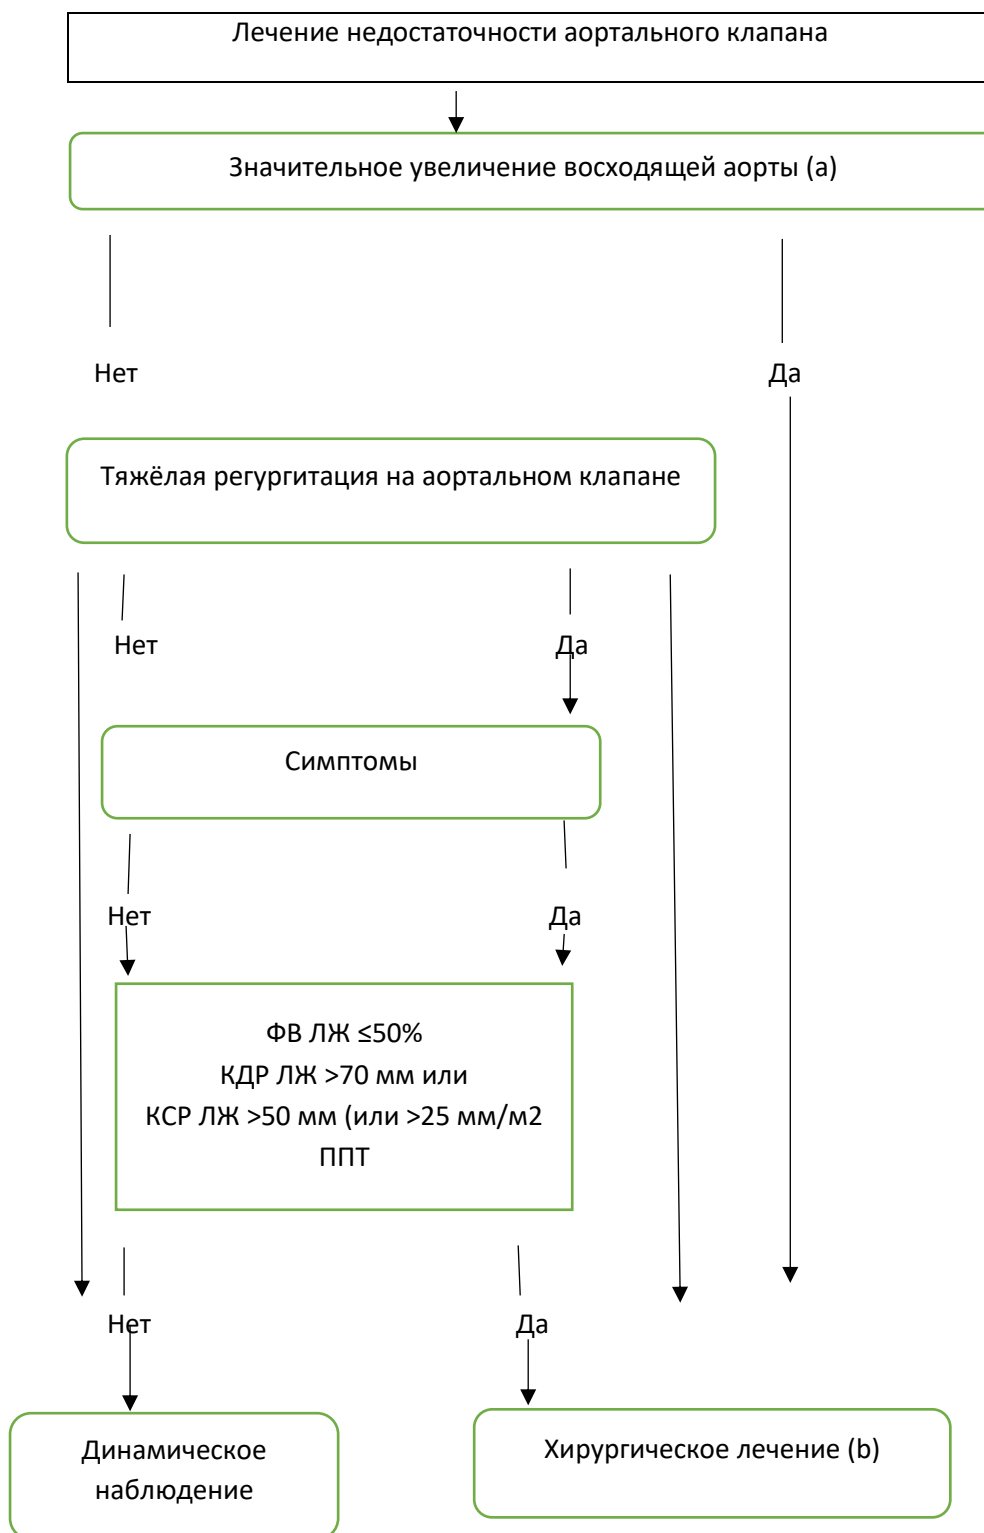 Лечение недостаточности аортального клапана
Значительное увеличение восходящей аорты (а)
Нет
Да
Тяжёлая регургитация на аортальном клапане
Нет
Да
Симптомы
Нет
Да
ФВ ЛЖ ≤50%
КДР ЛЖ >70 мм или
КСР ЛЖ >50 мм (или >25 мм/м2
ППТ
Нет
Да
Динамическое
наблюдение
Хирургическое лечение (b)